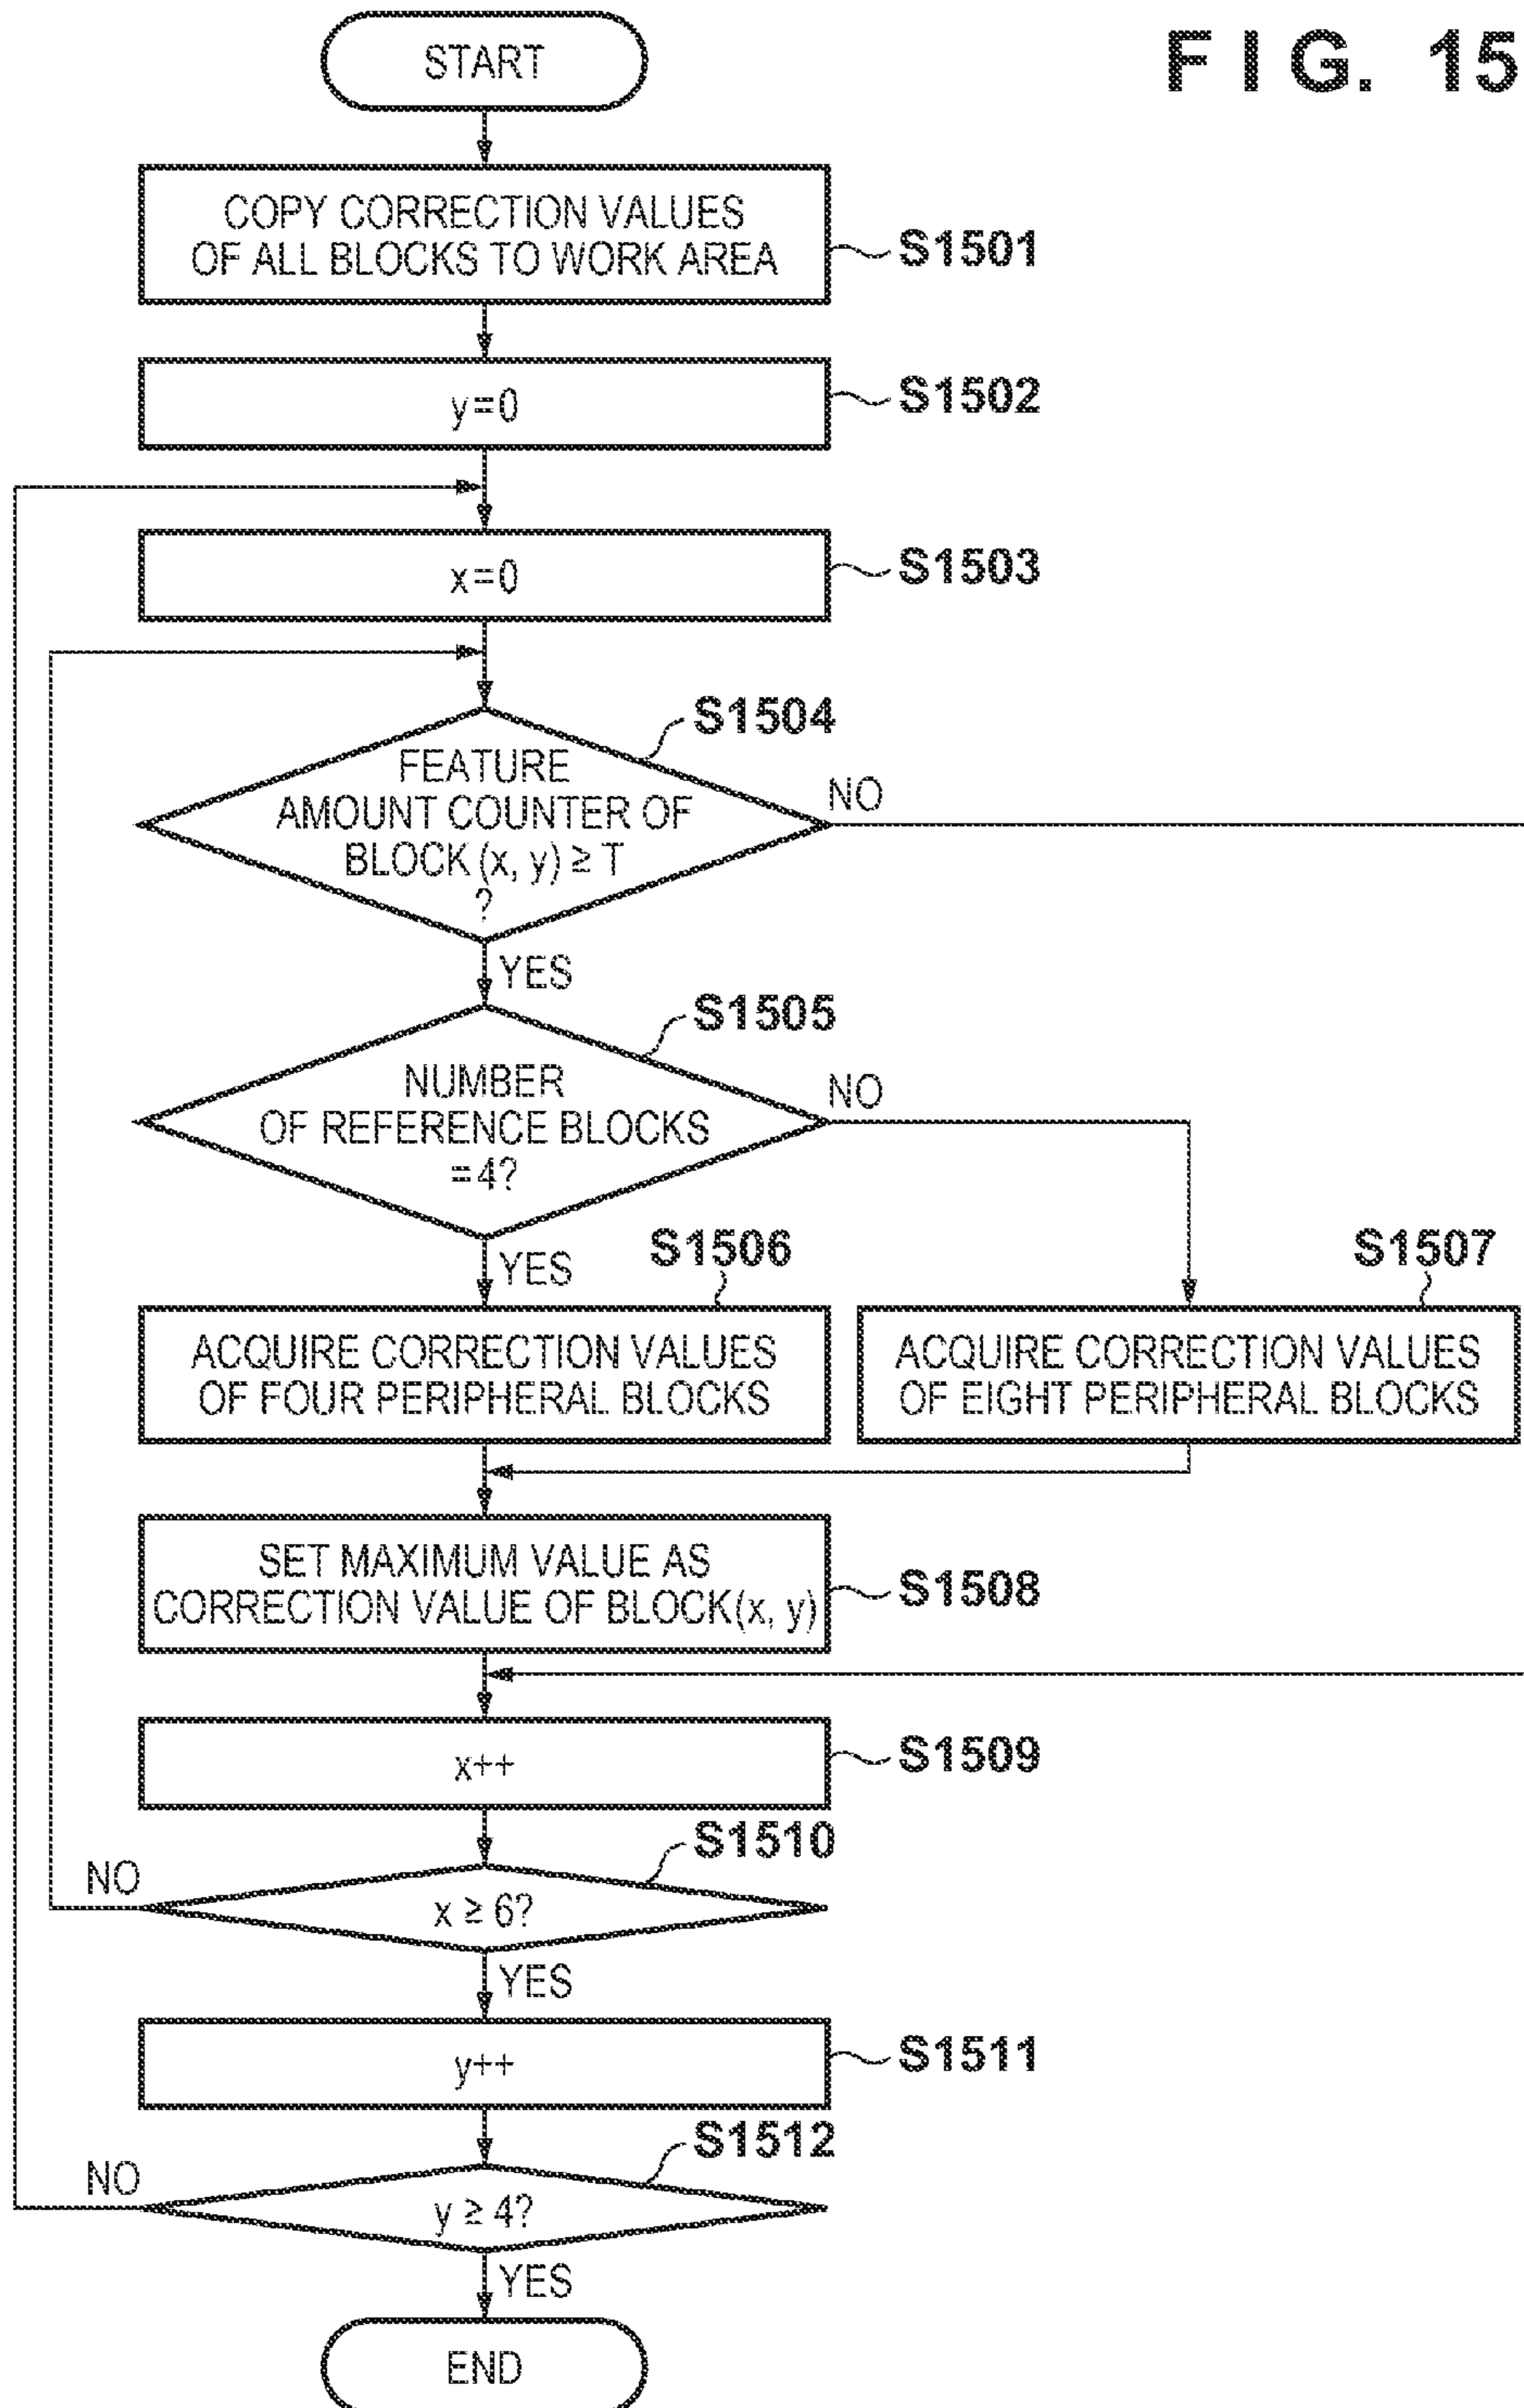 FIG. 15
START
COPY CORRECTION VALUES
OF ALL BLOCKS TO WORK AREA
S1501
y=0
S1502
x=0
S1503
S1504
FEATURE
AMOUNT COUNTER OF
BLOCK (x, y) ≥ T
?
NO
YES
S1505
NUMBER
OF REFERENCE BLOCKS
=4?
NO
YES
S1506
S1507
ACQUIRE CORRECTION VALUES
OF FOUR PERIPHERAL BLOCKS
ACQUIRE CORRECTION VALUES
OF EIGHT PERIPHERAL BLOCKS
SET MAXIMUM VALUE AS
CORRECTION VALUE OF BLOCK(x, y)
S1508
x++
S1509
S1510
NO
x ≥ 6?
YES
y++
S1511
S1512
NO
y ≥ 4?
YES
END